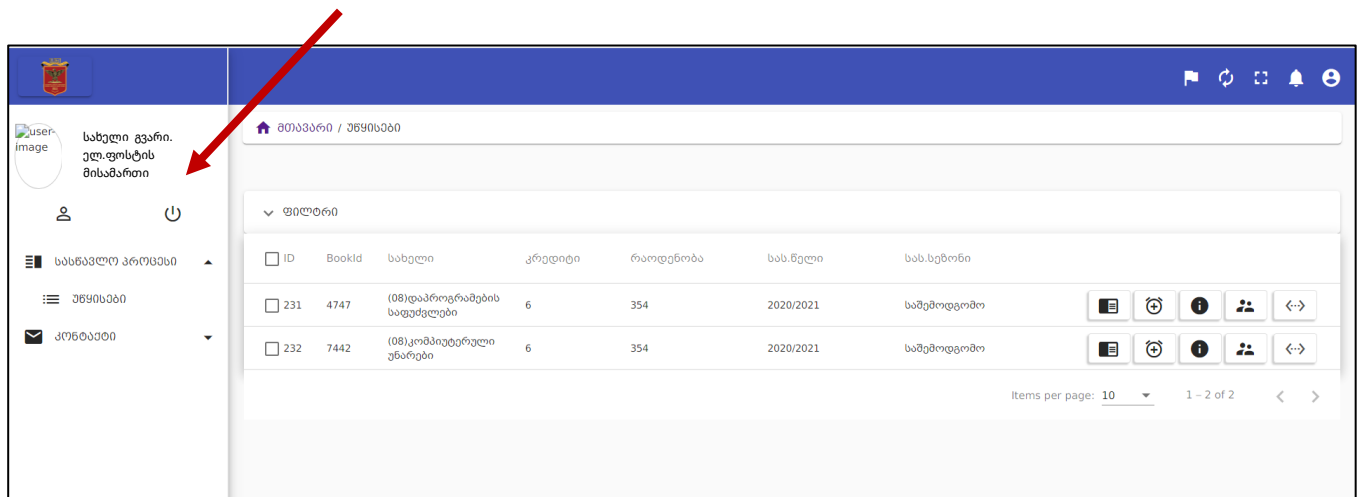 user-
image
სახელი გვარი.
ელ.ფოსტის
მისამართი
მთავარი / უწყისები
ფილტრი
სასწავლო პროცესი
უწყისები
კონტაქტი
ID BookId სახელი კრედიტი რაოდენობა სას.წელი სას.სეზონი
231 4747 (08)დაპროგრამების საფუძვლები 6 354 2020/2021 საშემოდგომო
232 7442 (08)კომპიუტერული უნარები 6 354 2020/2021 საშემოდგომო
Items per page: 10 1 – 2 of 2